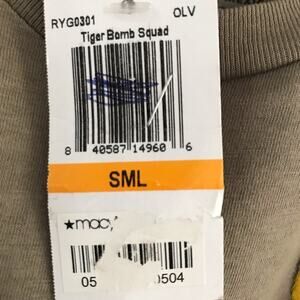 RYG0301 OLV
Tiger Bomb Squad
8 40587 14960 6
SML
★macy's
05 0504